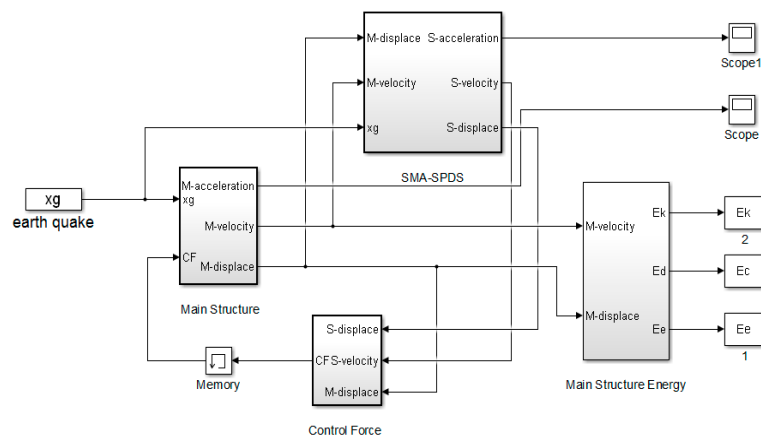 M-displace
S-acceleration
Scope1
M-velocity
S-velocity
xg
S-displace
Scope
SMA-SPDS
xg
earth quake
M-acceleration
xg
M-velocity
CF
M-displace
Main Structure
M-velocity
Ek
Ek
2
Ed
Ec
M-displace
Ee
Ee
1
Main Structure Energy
S-displace
CF
S-velocity
M-displace
Memory
Control Force